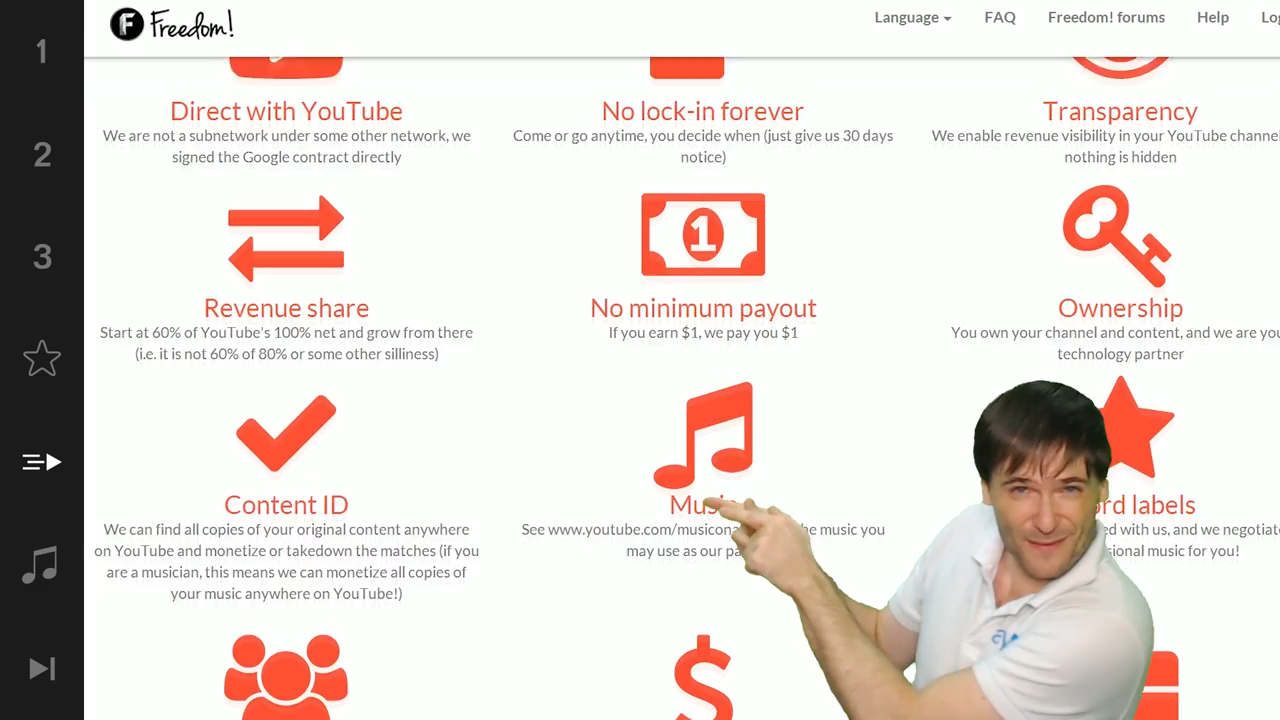 1
2
3
F Freedom!
Language
FAQ
Freedom! forums
Help
Direct with YouTube
We are not a subnetwork under some other network, we
signed the Google contract directly
No lock-in forever
Come or go anytime, you decide when (just give us 30 days
notice)
Transparency
We enable revenue visibility in your YouTube channel
nothing is hidden
Revenue share
Start at 60% of YouTube's 100% net and grow from there
(i.e. it is not 60% of 80% or some other silliness)
1
No minimum payout
If you earn $1, we pay you $1
Ownership
You own your channel and content, and we are
technology partner
Content ID
We can find all copies of your original content anywhere
on YouTube and monetize or takedown the matches (if you
are a musician, this means we can monetize all copies of
your music anywhere on YouTube!)
See the music you
may use as our
labels
with us, and we
music for you!
$